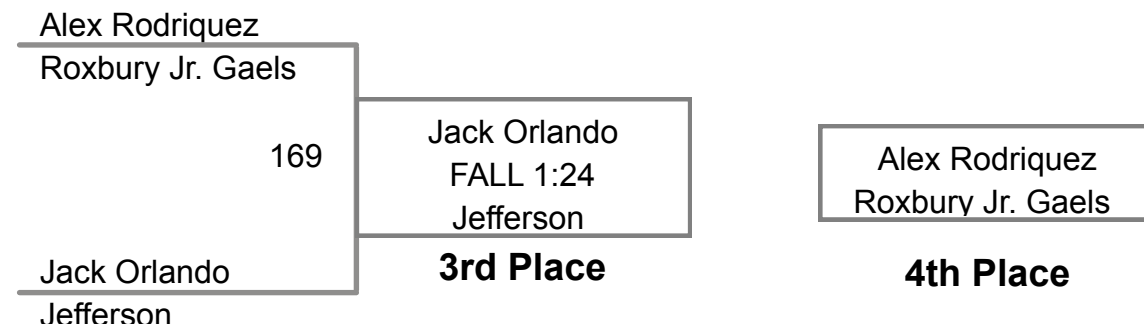 Alex Rodriquez
Roxbury Jr. Gaels
169
Jack Orlando
Jefferson
Jack Orlando
FALL 1:24
Jefferson
3rd Place
Alex Rodriquez
Roxbury Jr. Gaels
4th Place